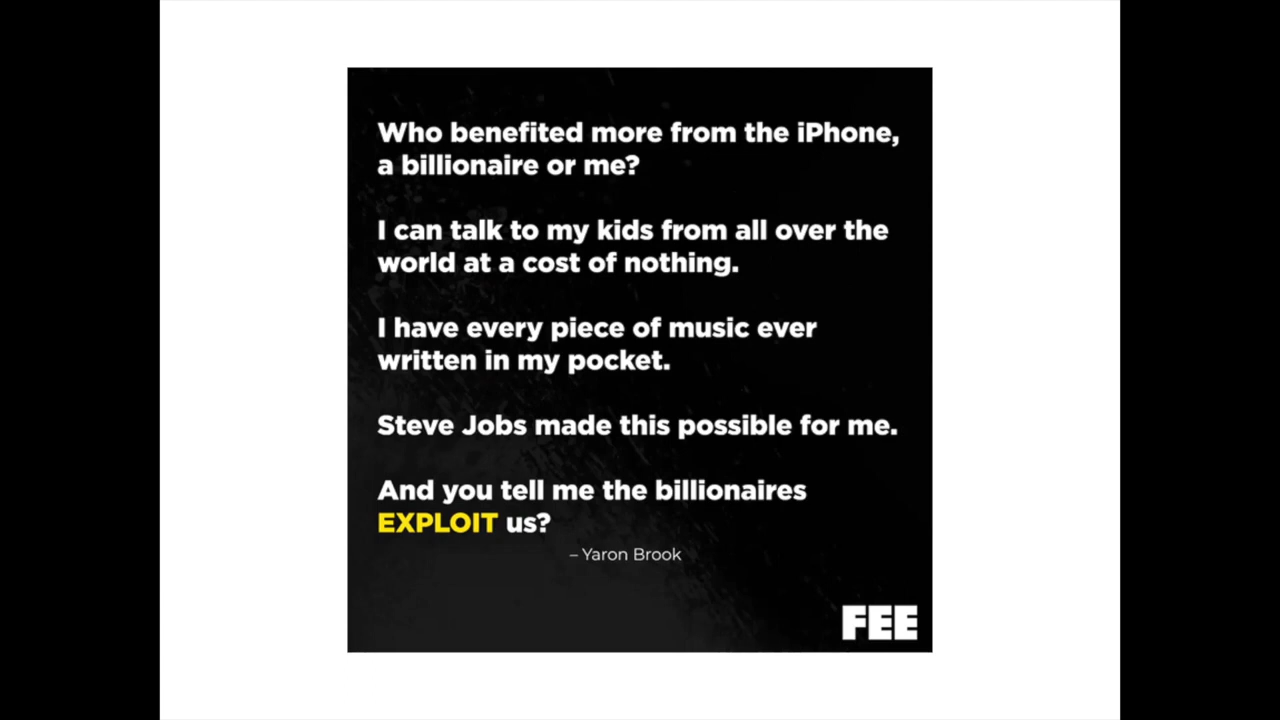 Who benefited more from the iPhone,
a billionaire or me?
I can talk to my kids from all over the
world at a cost of nothing.
I have every piece of music ever
written in my pocket.
Steve Jobs made this possible for me.
And you tell me the billionaires
EXPLOIT us?
– Yaron Brook
FEE